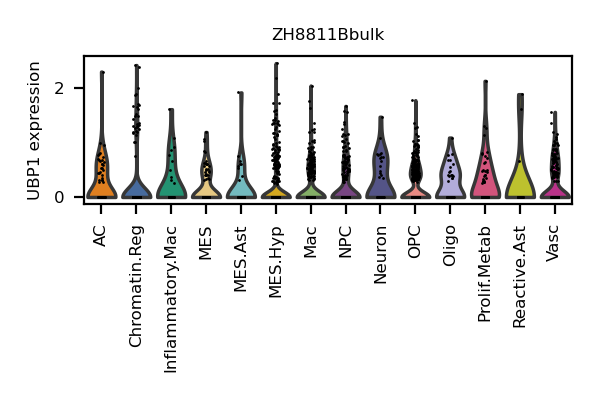 ZH8811Bbulk
UBP1 expression
2
0
AC
Chromatin.Reg
Inflammatory.Mac
MES
MES.Ast
MES.Hyp
Mac
NPC
Neuron
OPC
Oligo
Prolif.Metab
Reactive.Ast
Vasc